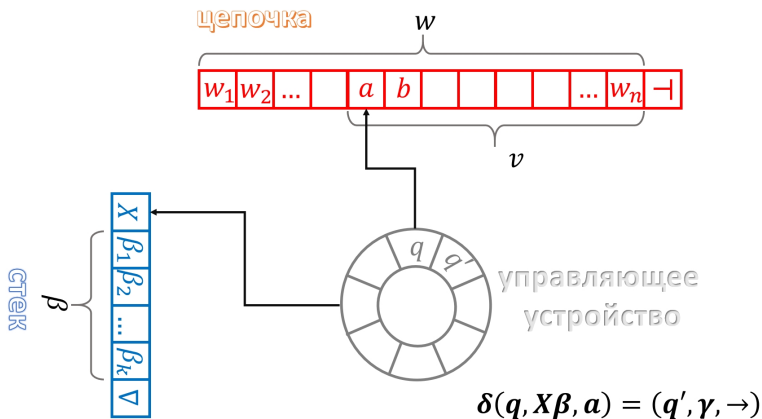 цепочка
w
w₁ w₂ ... a b ... wₙ ⊣
v
X
β₁ β₂ ... βₖ ∇
β
стек
q q′
управляющее
устройство
δ(q, Xβ, a) = (q′, γ, →)